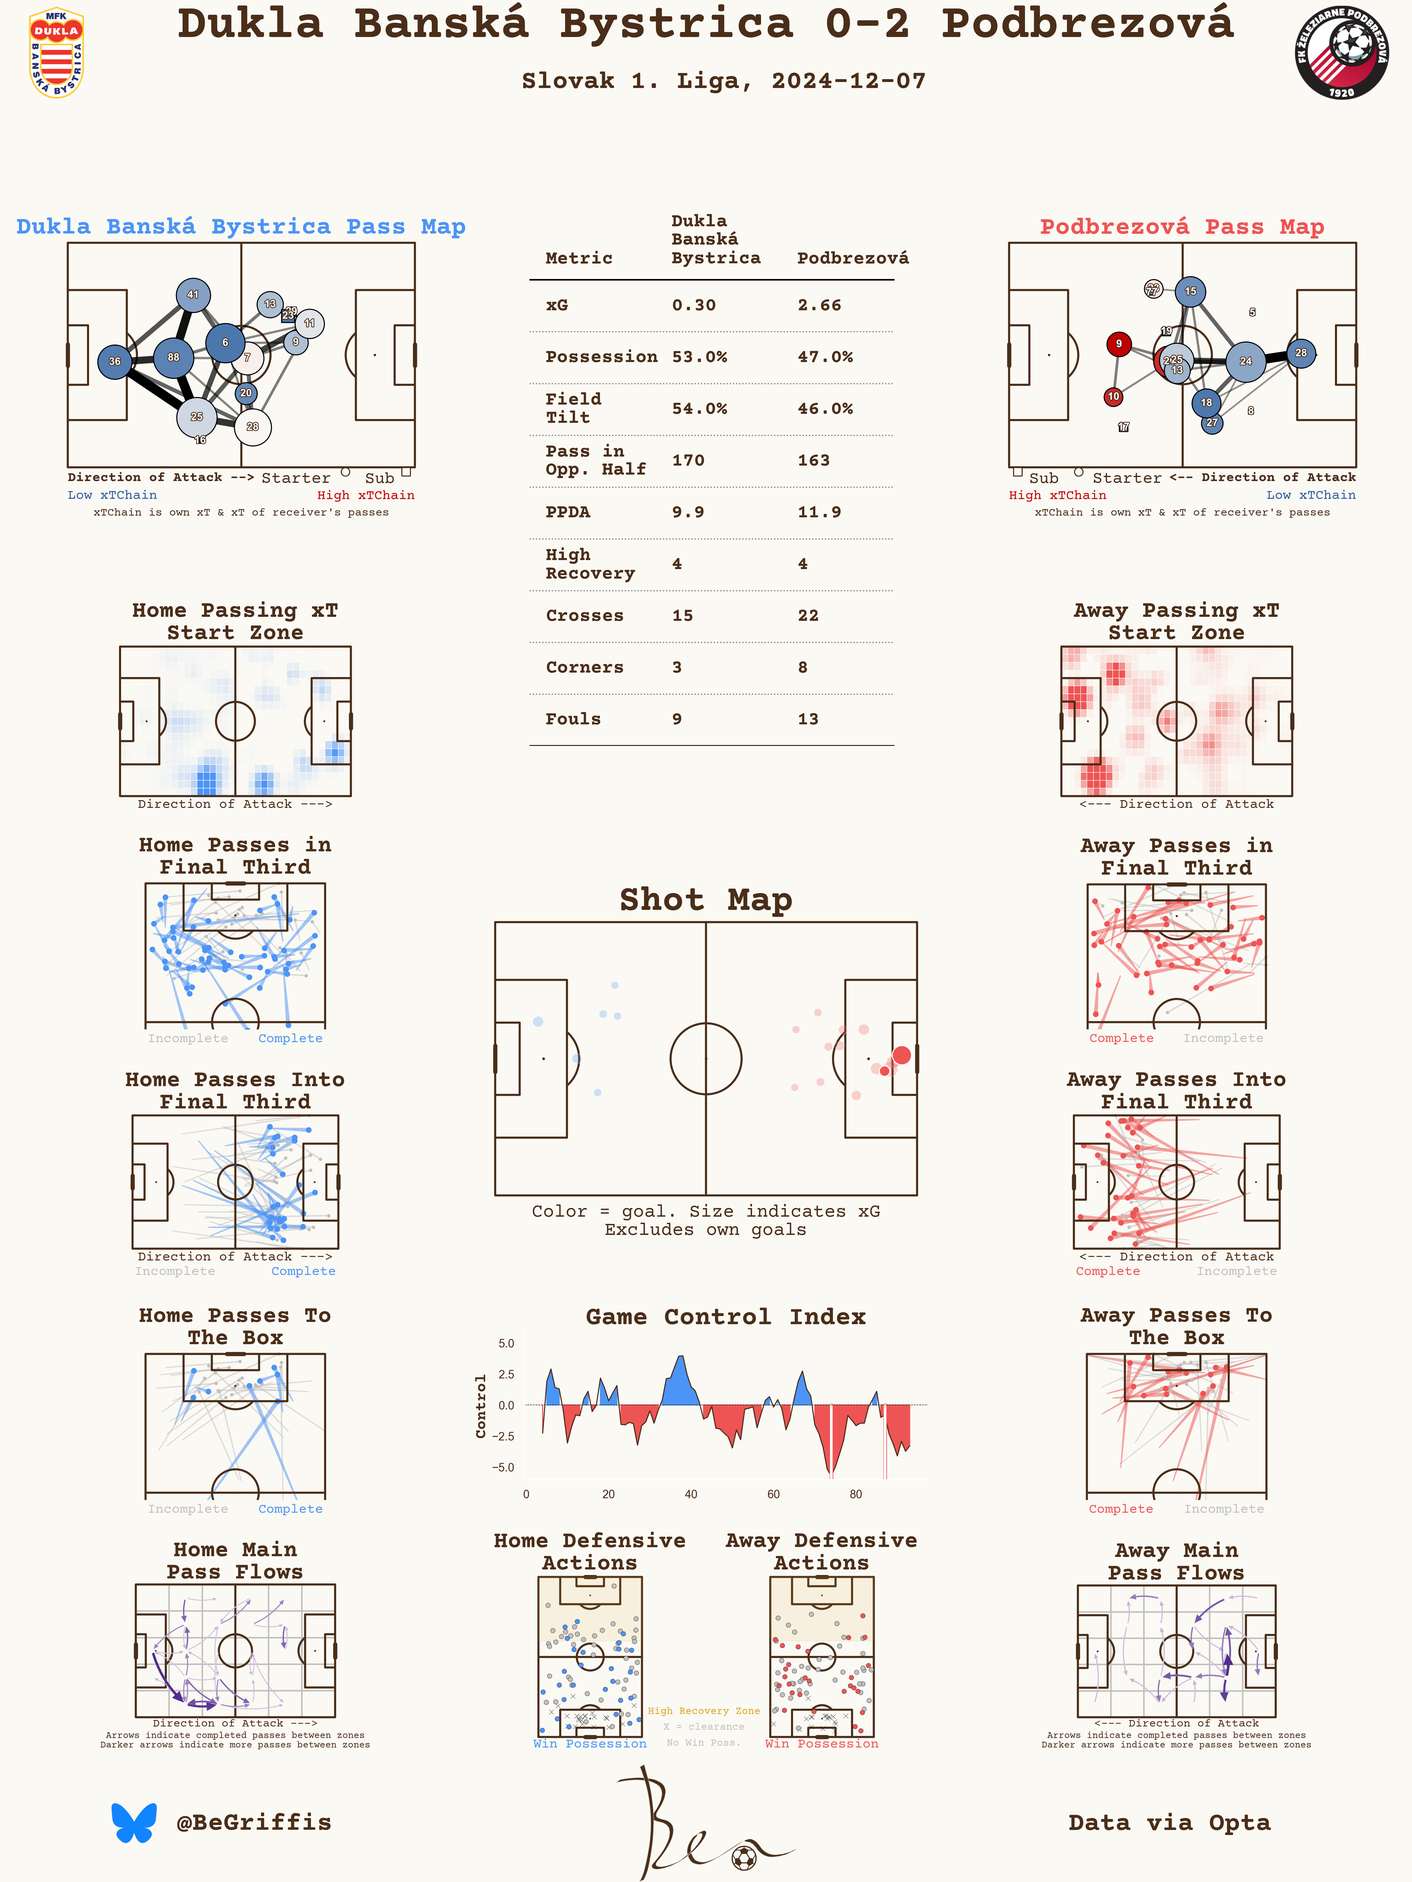 Dukla Banská Bystrica 0-2 Podbrezová
Slovak 1. Liga, 2024-12-07
MFK
DUKLA
BANSKÁ BYSTRICA
FK ŽELEZIARNE PODBREZOVÁ
1920
Dukla Banská Bystrica Pass Map
41
13
23
11
6
9
36
88
7
20
25
28
16
Direction of Attack --> Starter Sub
Low xTChain High xTChain
xTChain is own xT & xT of receiver's passes
Metric Dukla Banská Bystrica Podbrezová
xG 0.30 2.66
Possession 53.0% 47.0%
Field Tilt 54.0% 46.0%
Pass in Opp. Half 170 163
PPDA 9.9 11.9
High Recovery 4 4
Crosses 15 22
Corners 3 8
Fouls 9 13
Podbrezová Pass Map
15
5
19
9
25
13
24
28
10
18
27
8
17
Sub Starter <-- Direction of Attack
High xTChain Low xTChain
xTChain is own xT & xT of receiver's passes
Home Passing xT
Start Zone
Direction of Attack --->
Away Passing xT
Start Zone
<--- Direction of Attack
Home Passes in
Final Third
Incomplete Complete
Away Passes in
Final Third
Complete Incomplete
Shot Map
Color = goal. Size indicates xG
Excludes own goals
Home Passes Into
Final Third
Direction of Attack --->
Incomplete Complete
Away Passes Into
Final Third
<--- Direction of Attack
Complete Incomplete
Home Passes To
The Box
Incomplete Complete
Game Control Index
Control
5.0
2.5
0.0
−2.5
−5.0
0 20 40 60 80
Away Passes To
The Box
Complete Incomplete
Home Main
Pass Flows
Direction of Attack --->
Arrows indicate completed passes between zones
Darker arrows indicate more passes between zones
Home Defensive
Actions
Win Possession
High Recovery Zone
X = clearance
No Win Poss.
Away Defensive
Actions
Win Possession
Away Main
Pass Flows
<--- Direction of Attack
Arrows indicate completed passes between zones
Darker arrows indicate more passes between zones
@BeGriffis
Ben
Data via Opta